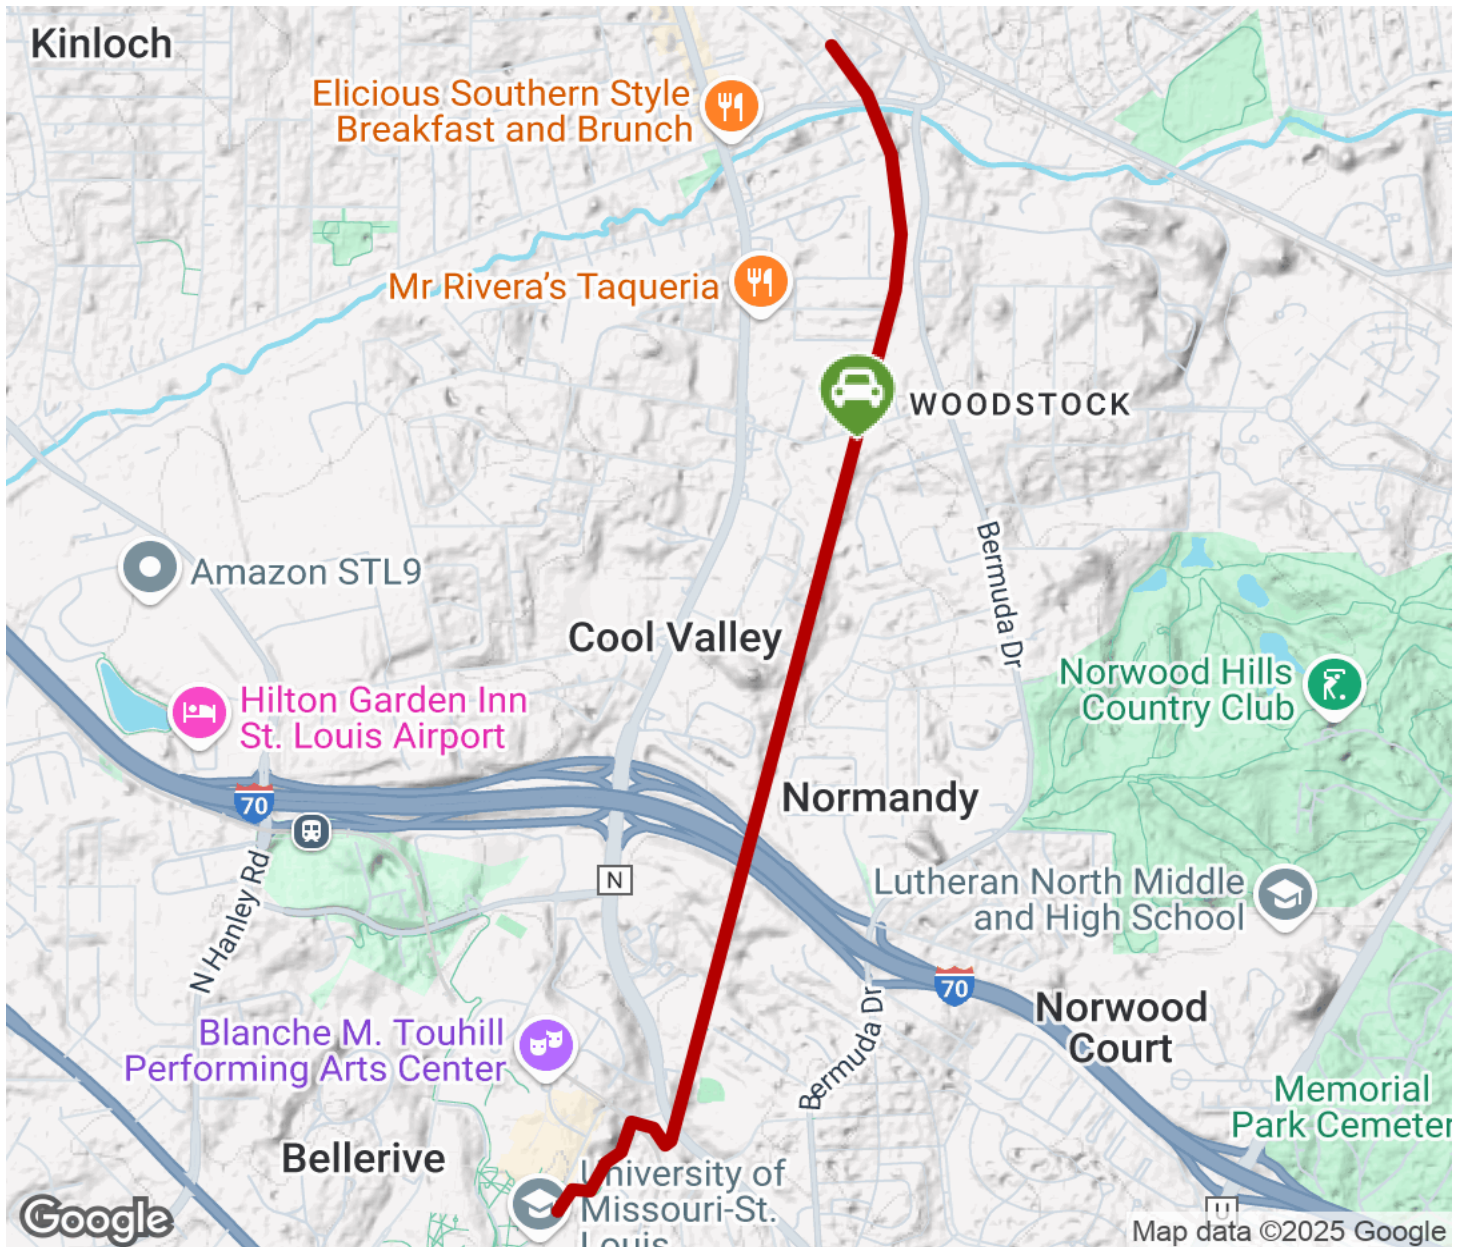 Kinloch
Elicious Southern Style
Breakfast and Brunch
Mr Rivera's Taqueria
WOODSTOCK
Bermuda Dr
Amazon STL9
Cool Valley
Norwood Hills
Country Club
Hilton Garden Inn
St. Louis Airport
70
Normandy
N
Lutheran North Middle
and High School
N Hanley Rd
70
Bermuda Dr
Norwood
Court
Blanche M. Touhill
Performing Arts Center
Memorial
Park Cemeter
Bellerive
University of
Missouri-St.
Louis
U
Google
Map data ©2025 Google